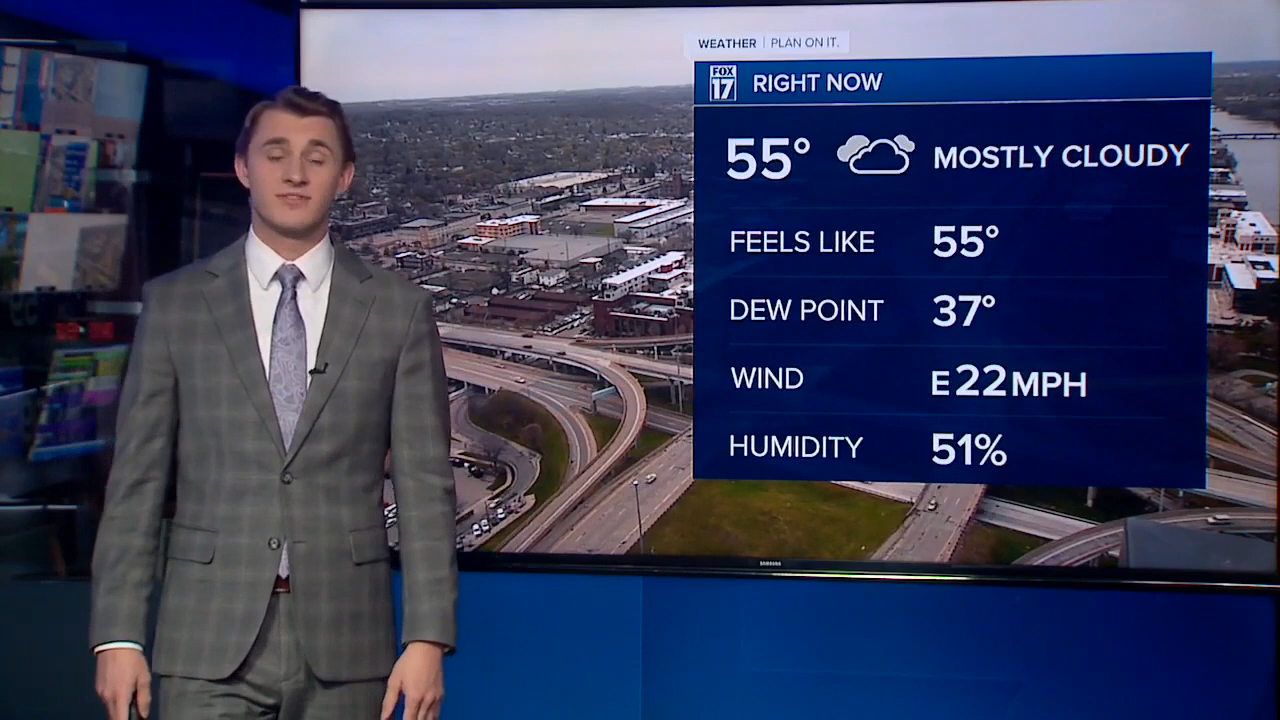 WEATHER | PLAN ON IT.
FOX 17 RIGHT NOW
55° MOSTLY CLOUDY
FEELS LIKE 55°
DEW POINT 37°
WIND E 22 MPH
HUMIDITY 51%
SAMSUNG